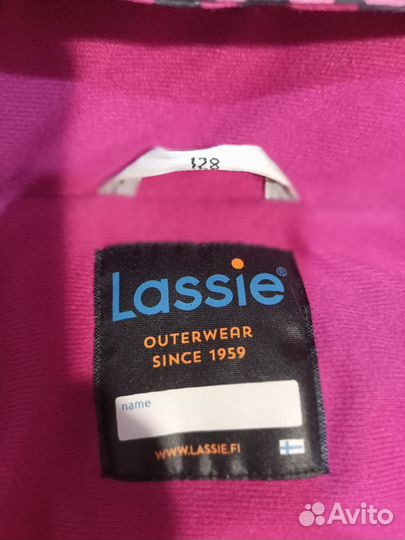 128
Lassie®
OUTERWEAR
SINCE 1959
name
WWW.LASSIE.FI
Avito